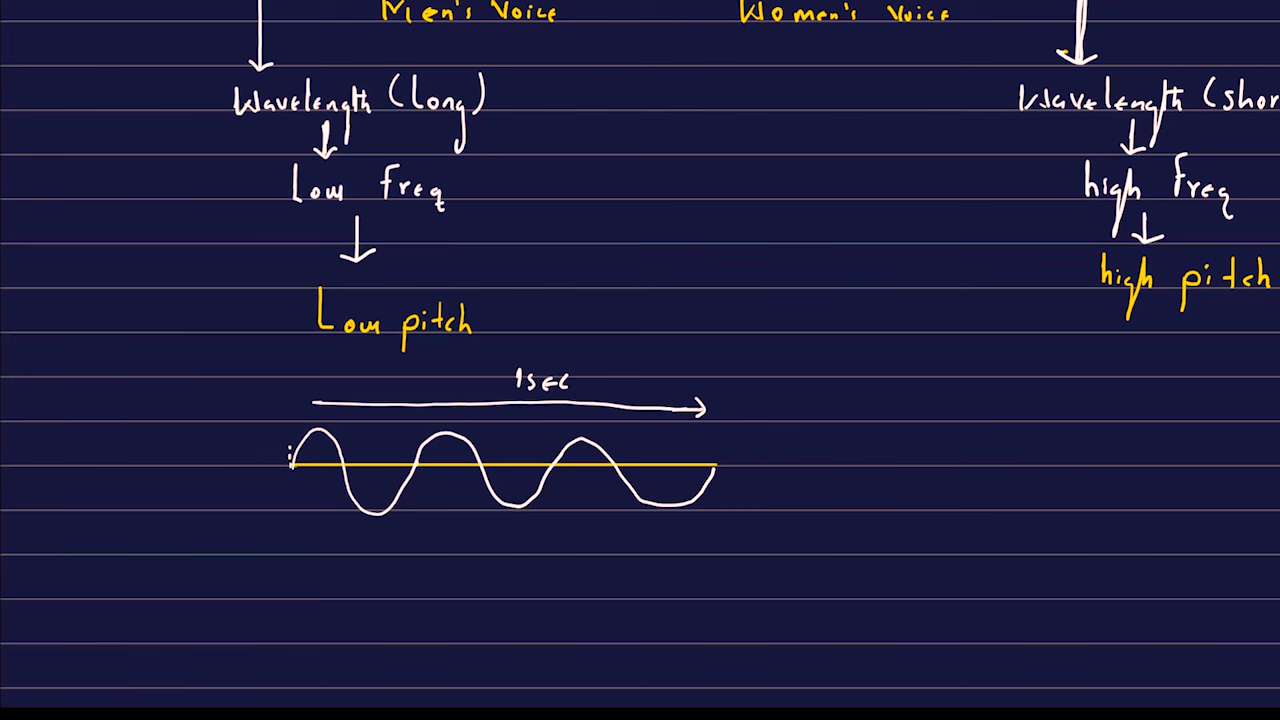 Men's Voice Women's Voice
Wavelength (Long) Wavelength (shor
Low freq high freq
Low pitch high pitch
1sec